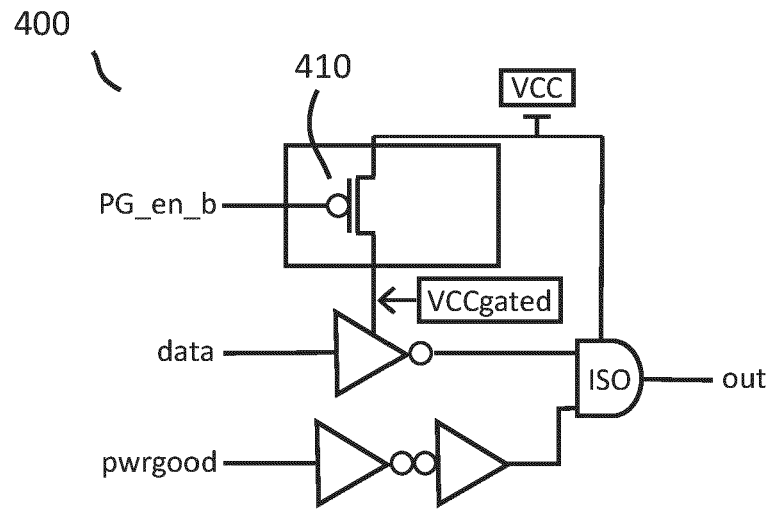 400
410
VCC
PG_en_b
VCCgated
data
ISO
out
pwrgood